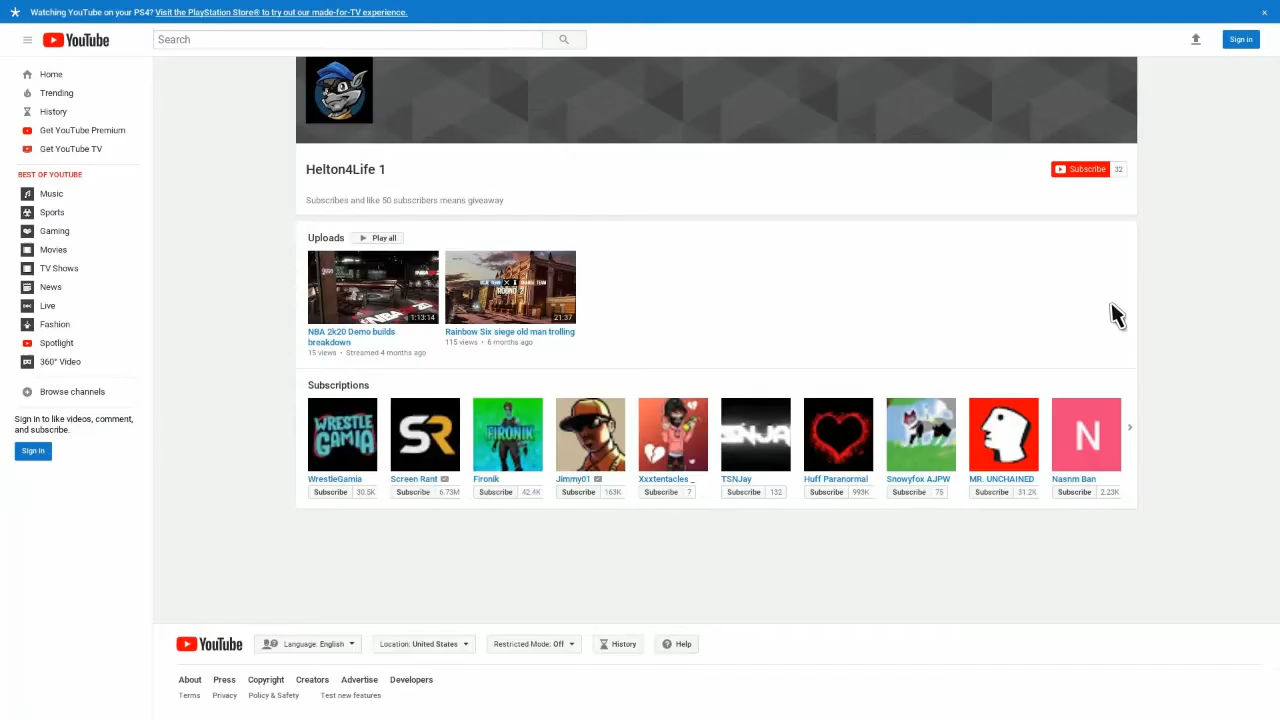 Watching YouTube on your PS4? Visit the PlayStation Store® to try out our made-for-TV experience.
YouTube
Search
Sign in
Home
Trending
History
Get YouTube Premium
Get YouTube TV
BEST OF YOUTUBE
Music
Sports
Gaming
Movies
TV Shows
News
Live
Fashion
Spotlight
360° Video
Browse channels
Sign in to like videos, comment,
and subscribe.
Sign in
Helton4Life 1
Subscribe 32
Subscribes and like 50 subscribers means giveaway
Uploads Play all
1:13:14
ROUND 2
21:37
NBA 2k20 Demo builds
breakdown
15 views • Streamed 4 months ago
Rainbow Six siege old man trolling
115 views • 6 months ago
Subscriptions
WRESTLE
GAMIA
SR
FIRONIK
N
WrestleGamia Screen Rant Fironik Jimmy01 Xxxtentacles _ TSNJay Huff Paranormal Snowyfox AJPW MR. UNCHAINED Nasnm Ban
Subscribe 30.5K Subscribe 6.73M Subscribe 42.4K Subscribe 163K Subscribe 7 Subscribe 132 Subscribe 993K Subscribe 75 Subscribe 31.2K Subscribe 2.23K
YouTube Language: English Location: United States Restricted Mode: Off History Help
About Press Copyright Creators Advertise Developers
Terms Privacy Policy & Safety Test new features